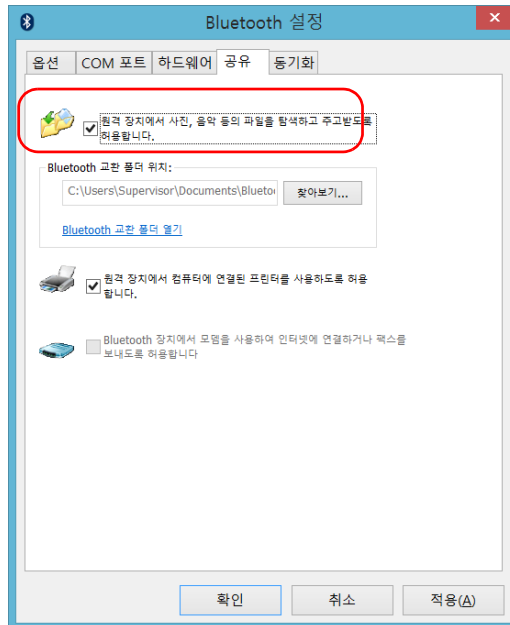 Bluetooth 설정
옵션 COM 포트 하드웨어 공유 동기화
원격 장치에서 사진, 음악 등의 파일을 탐색하고 주고받도록
허용합니다.
Bluetooth 교환 폴더 위치:
C:\Users\Supervisor\Documents\Bluetoo 찾아보기...
Bluetooth 교환 폴더 열기
원격 장치에서 컴퓨터에 연결된 프린터를 사용하도록 허용
합니다.
Bluetooth 장치에서 모뎀을 사용하여 인터넷에 연결하거나 팩스를
보내도록 허용합니다
확인 취소 적용(A)